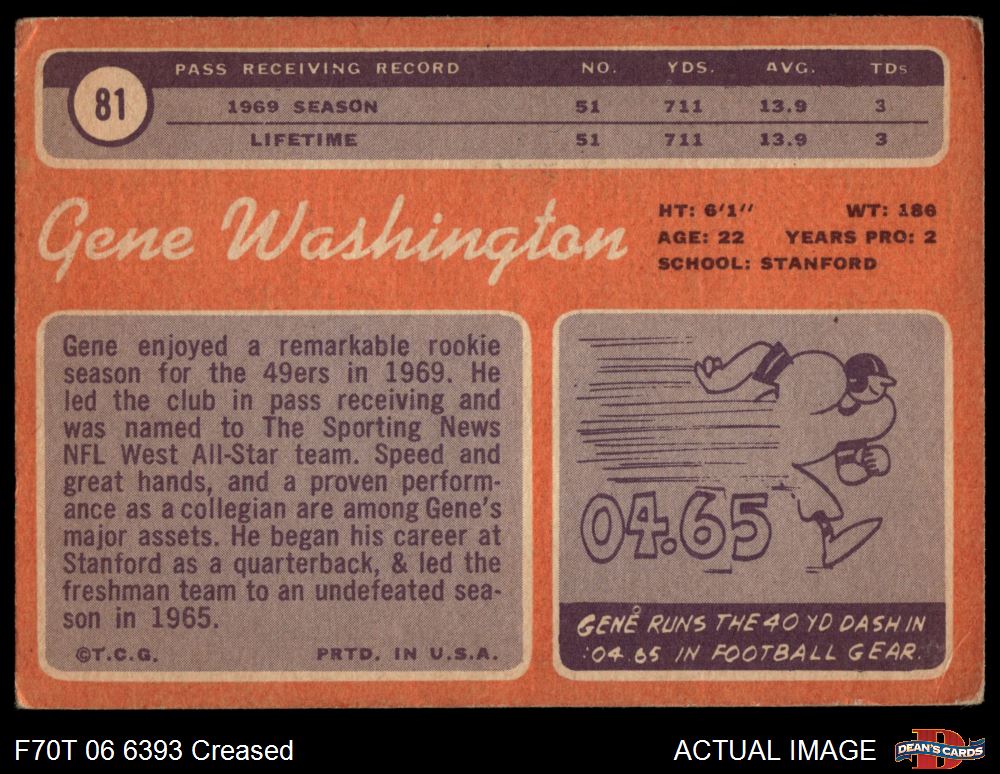 PASS RECEIVING RECORD NO. YDS. AVG. TDs
81
1969 SEASON 51 711 13.9 3
LIFETIME 51 711 13.9 3
Gene Washington
HT: 6'1" WT: 186
AGE: 22 YEARS PRO: 2
SCHOOL: STANFORD
Gene enjoyed a remarkable rookie
season for the 49ers in 1969. He
led the club in pass receiving and
was named to The Sporting News
NFL West All-Star team. Speed and
great hands, and a proven perform-
ance as a collegian are among Gene's
major assets. He began his career at
Stanford as a quarterback, & led the
freshman team to an undefeated sea-
son in 1965.
©T.C.G. PRTD. IN U.S.A.
04.65
GENE RUNS THE 40 YD DASH IN
:04.65 IN FOOTBALL GEAR.
F70T 06 6393 Creased
ACTUAL IMAGE
D
DEAN'S CARDS